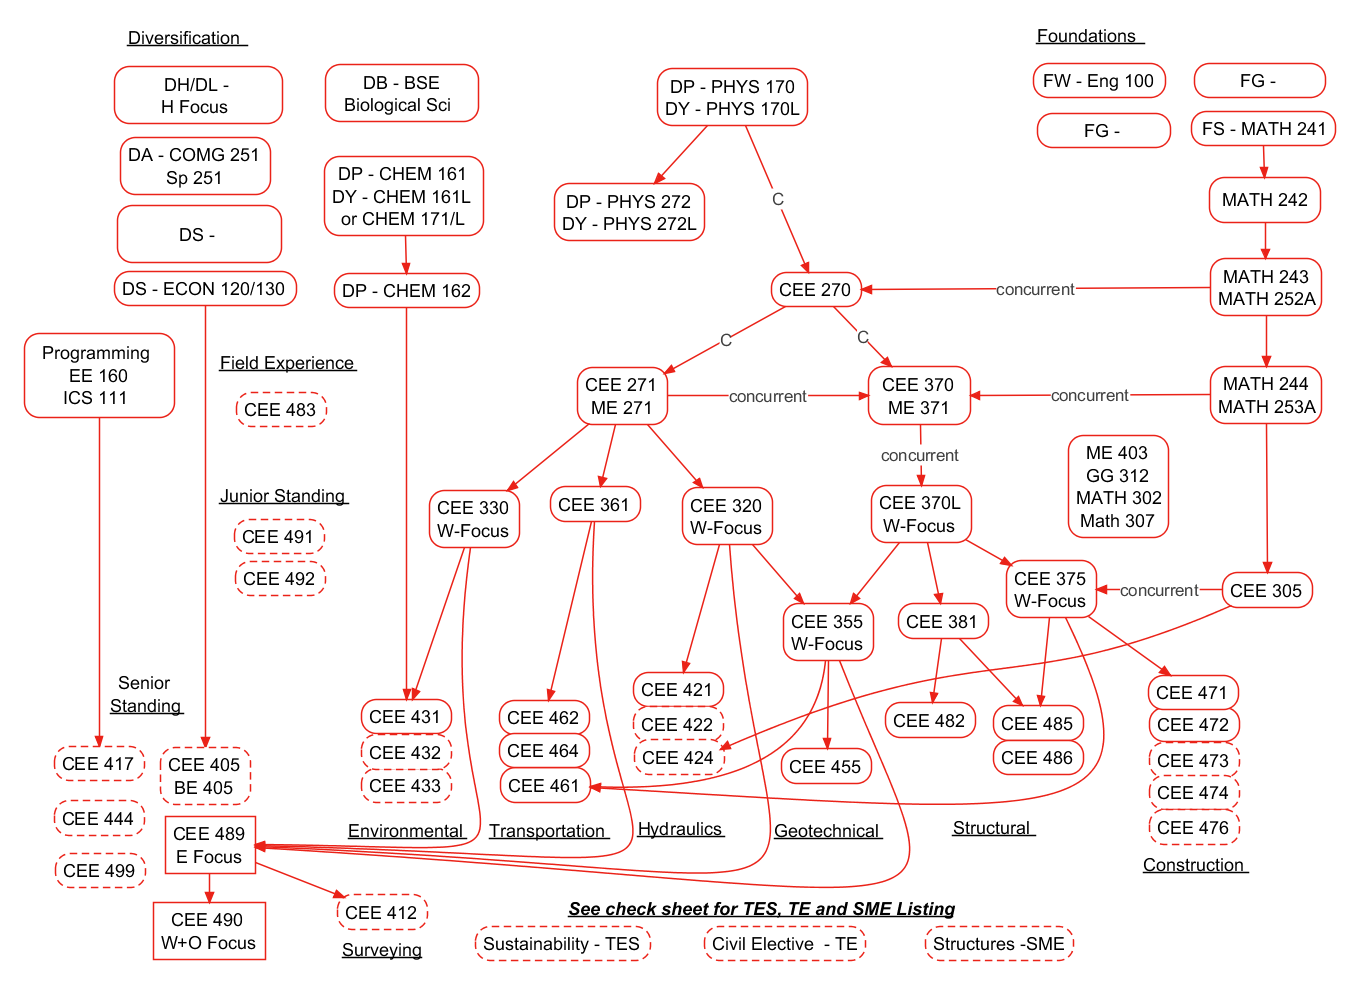 Diversification
Foundations
DH/DL -
H Focus
DB - BSE
Biological Sci
DP - PHYS 170
DY - PHYS 170L
FW - Eng 100
FG -
FG -
FS - MATH 241
DA - COMG 251
Sp 251
DP - CHEM 161
DY - CHEM 161L
or CHEM 171/L
DP - PHYS 272
DY - PHYS 272L
C
MATH 242
DS -
DS - ECON 120/130
DP - CHEM 162
CEE 270
concurrent
MATH 243
MATH 252A
Programming
EE 160
ICS 111
Field Experience
CEE 483
C
C
CEE 271
ME 271
concurrent
CEE 370
ME 371
concurrent
MATH 244
MATH 253A
concurrent
ME 403
GG 312
MATH 302
Math 307
Junior Standing
CEE 491
CEE 492
CEE 330
W-Focus
CEE 361
CEE 320
W-Focus
CEE 370L
W-Focus
CEE 375
W-Focus
concurrent
CEE 305
CEE 355
W-Focus
CEE 381
Senior
Standing
CEE 417
CEE 444
CEE 499
CEE 405
BE 405
CEE 431
CEE 432
CEE 433
CEE 462
CEE 464
CEE 461
CEE 421
CEE 422
CEE 424
CEE 455
CEE 482
CEE 485
CEE 486
CEE 471
CEE 472
CEE 473
CEE 474
CEE 476
CEE 489
E Focus
Environmental
Transportation
Hydraulics
Geotechnical
Structural
Construction
CEE 490
W+O Focus
CEE 412
Surveying
See check sheet for TES, TE and SME Listing
Sustainability - TES
Civil Elective - TE
Structures -SME